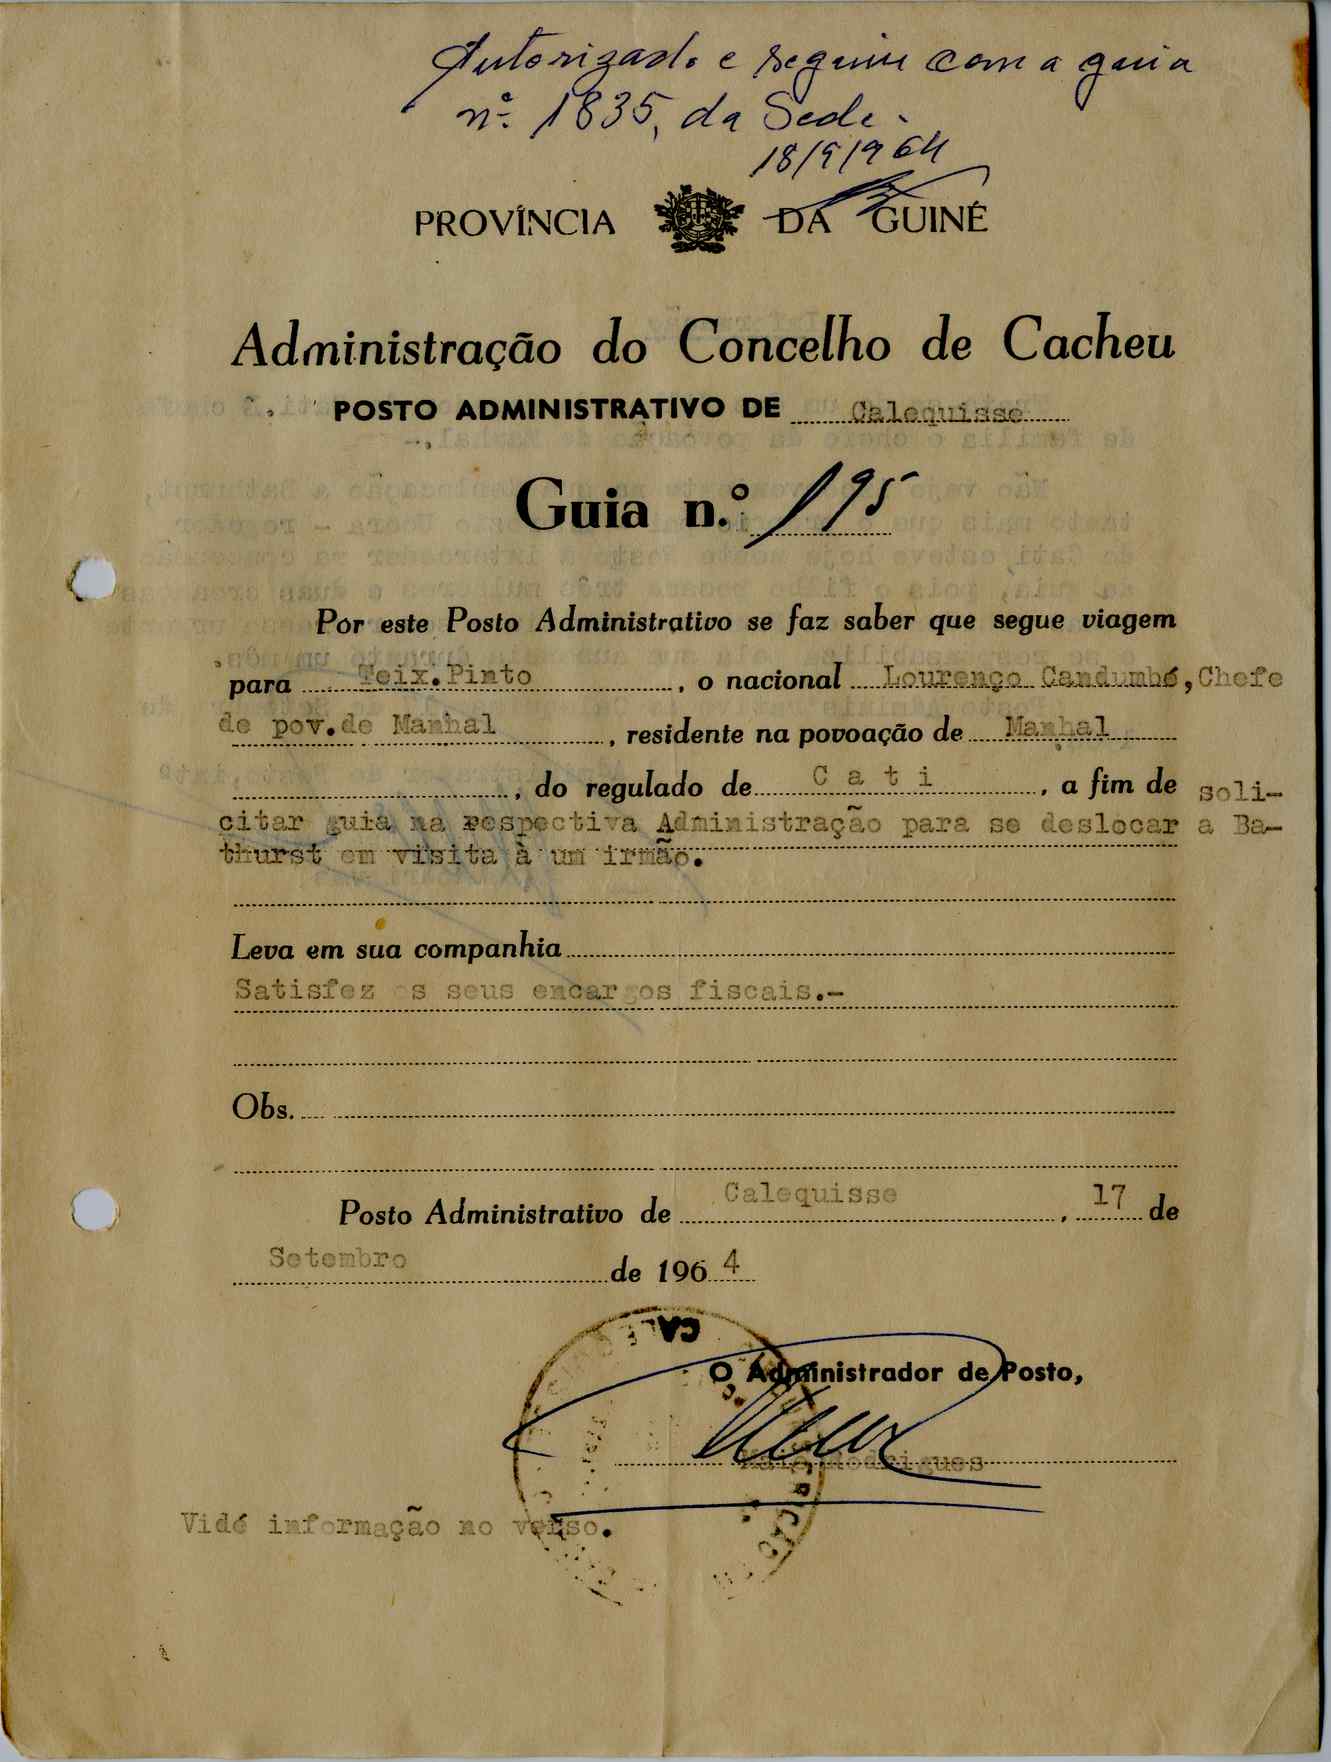 Autorizado e seguiu com a guia
nº. 1835, da Sede.
18/9/964
PROVÍNCIA DA GUINÉ
Administração do Concelho de Cacheu
POSTO ADMINISTRATIVO DE Calequisse
Guia n.º 195
Por este Posto Administrativo se faz saber que segue viagem
para Teix.Pinto, o nacional Lourenço Candumbé, Chefe
de pov.de Manhal, residente na povoação de Manhal
, do regulado de Cati, a fim de soli-
citar guia na respectiva Administração para se deslocar a Ba-
thurst em visita à um irmão.
Leva em sua companhia
Satisfez os seus encargos fiscais.-
Obs.
Posto Administrativo de Calequisse, 17 de
Setembro de 1964
O Administrador de Posto,
Rodrigues
Vidé informação no verso.